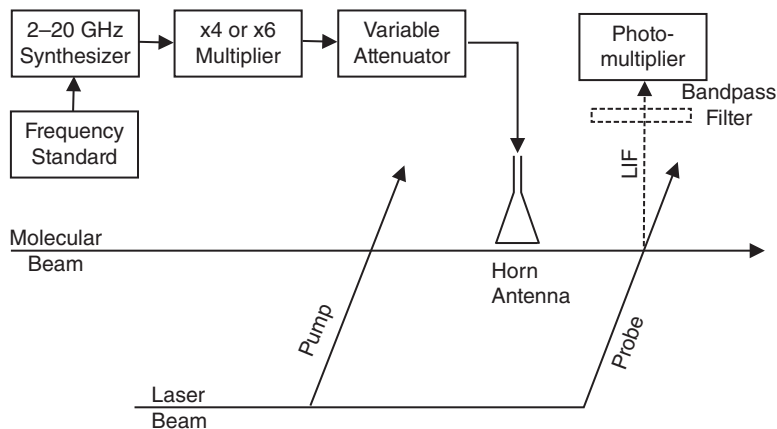 2–20 GHz
Synthesizer
x4 or x6
Multiplier
Variable
Attenuator
Photo-
multiplier
Bandpass
Filter
Frequency
Standard
LIF
Molecular
Beam
Horn
Antenna
Pump
Probe
Laser
Beam